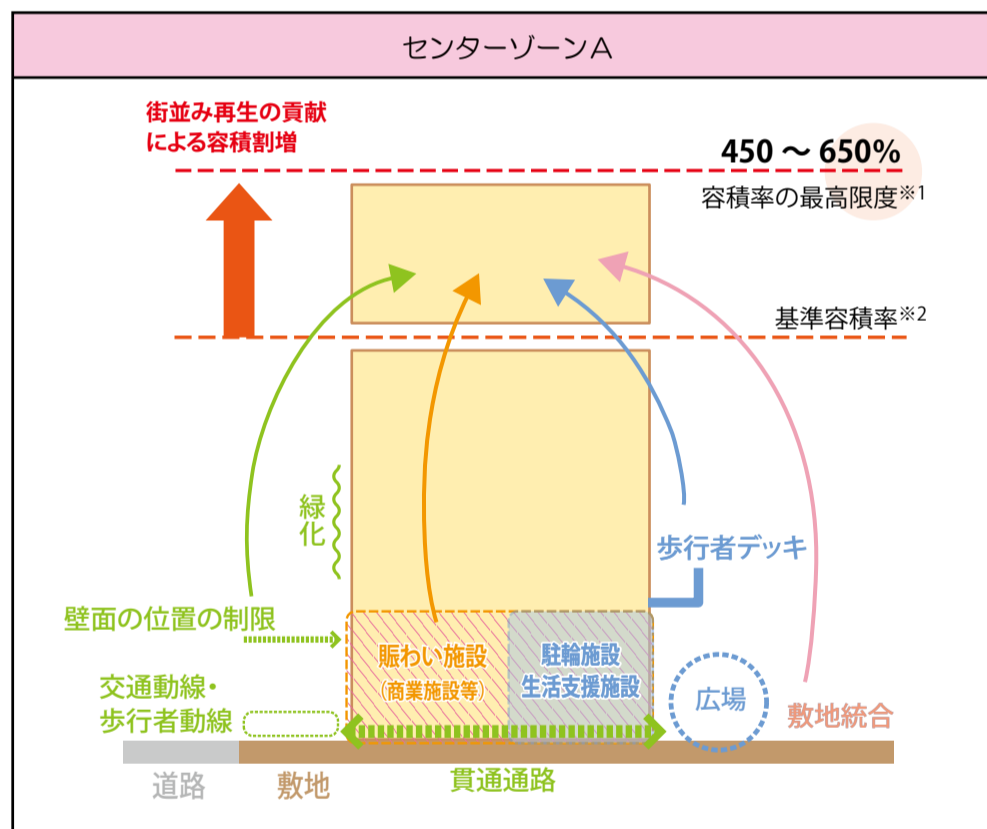 センターゾーンA
街並み再生の貢献
による容積割増
450 ~ 650%
容積率の最高限度※1
基準容積率※2
緑化
歩行者デッキ
壁面の位置の制限
賑わい施設
(商業施設等)
駐輪施設
生活支援施設
交通動線・
歩行者動線
広場
敷地統合
道路
敷地
貫通通路